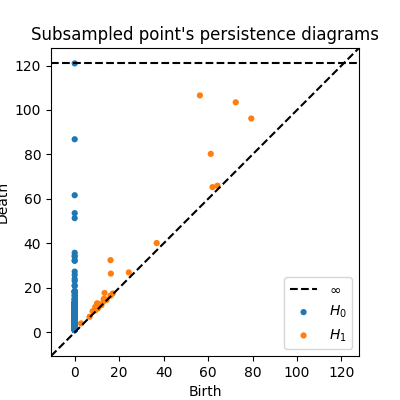 Subsampled point's persistence diagrams
120
100
80
60
40
20
0
Death
0 20 40 60 80 100 120
Birth
∞
H₀
H₁